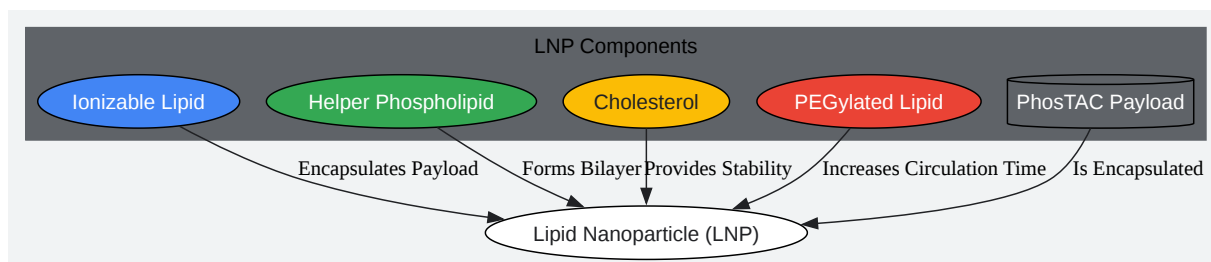 LNP Components
Ionizable Lipid
Helper Phospholipid
Cholesterol
PEGylated Lipid
PhosTAC Payload
Encapsulates Payload
Forms Bilayer
Provides Stability
Increases Circulation Time
Is Encapsulated
Lipid Nanoparticle (LNP)